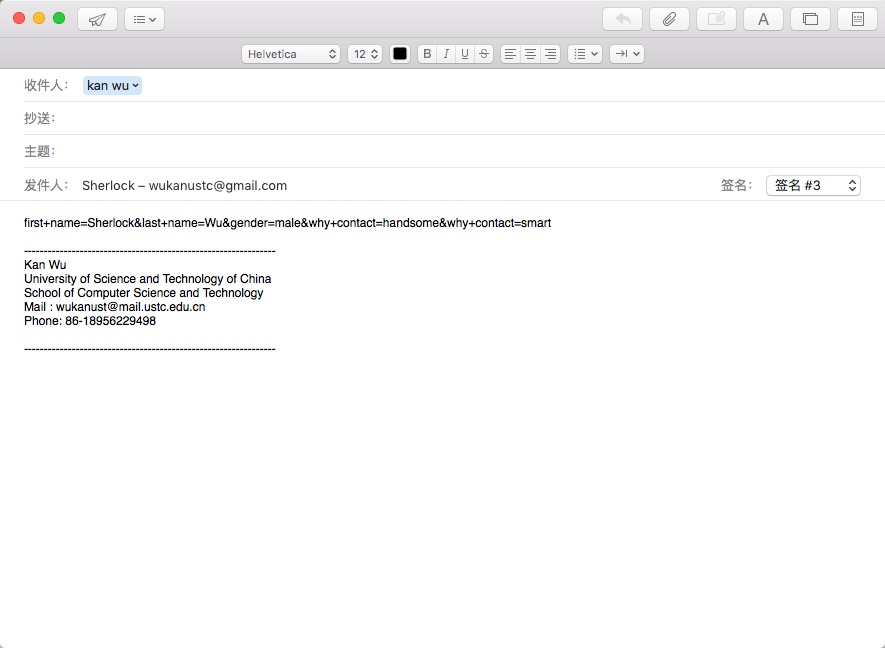 Helvetica 12 B I U S
收件人： kan wu
抄送：
主题：
发件人： Sherlock – wukanustc@gmail.com 签名： 签名 #3
first+name=Sherlock&last+name=Wu&gender=male&why+contact=handsome&why+contact=smart
---------------------------------------------------------------
Kan Wu
University of Science and Technology of China
School of Computer Science and Technology
Mail : wukanust@mail.ustc.edu.cn
Phone: 86-18956229498
---------------------------------------------------------------